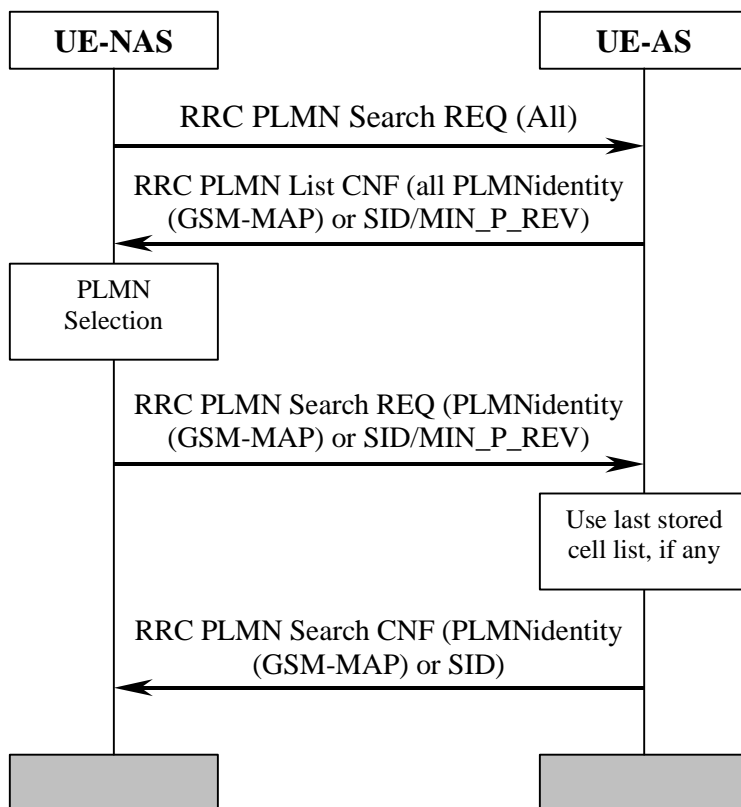 UE-NAS
UE-AS
RRC PLMN Search REQ (All)
RRC PLMN List CNF (all PLMNidentity
(GSM-MAP) or SID/MIN_P_REV)
PLMN
Selection
RRC PLMN Search REQ (PLMNidentity
(GSM-MAP) or SID/MIN_P_REV)
Use last stored
cell list, if any
RRC PLMN Search CNF (PLMNidentity
(GSM-MAP) or SID)